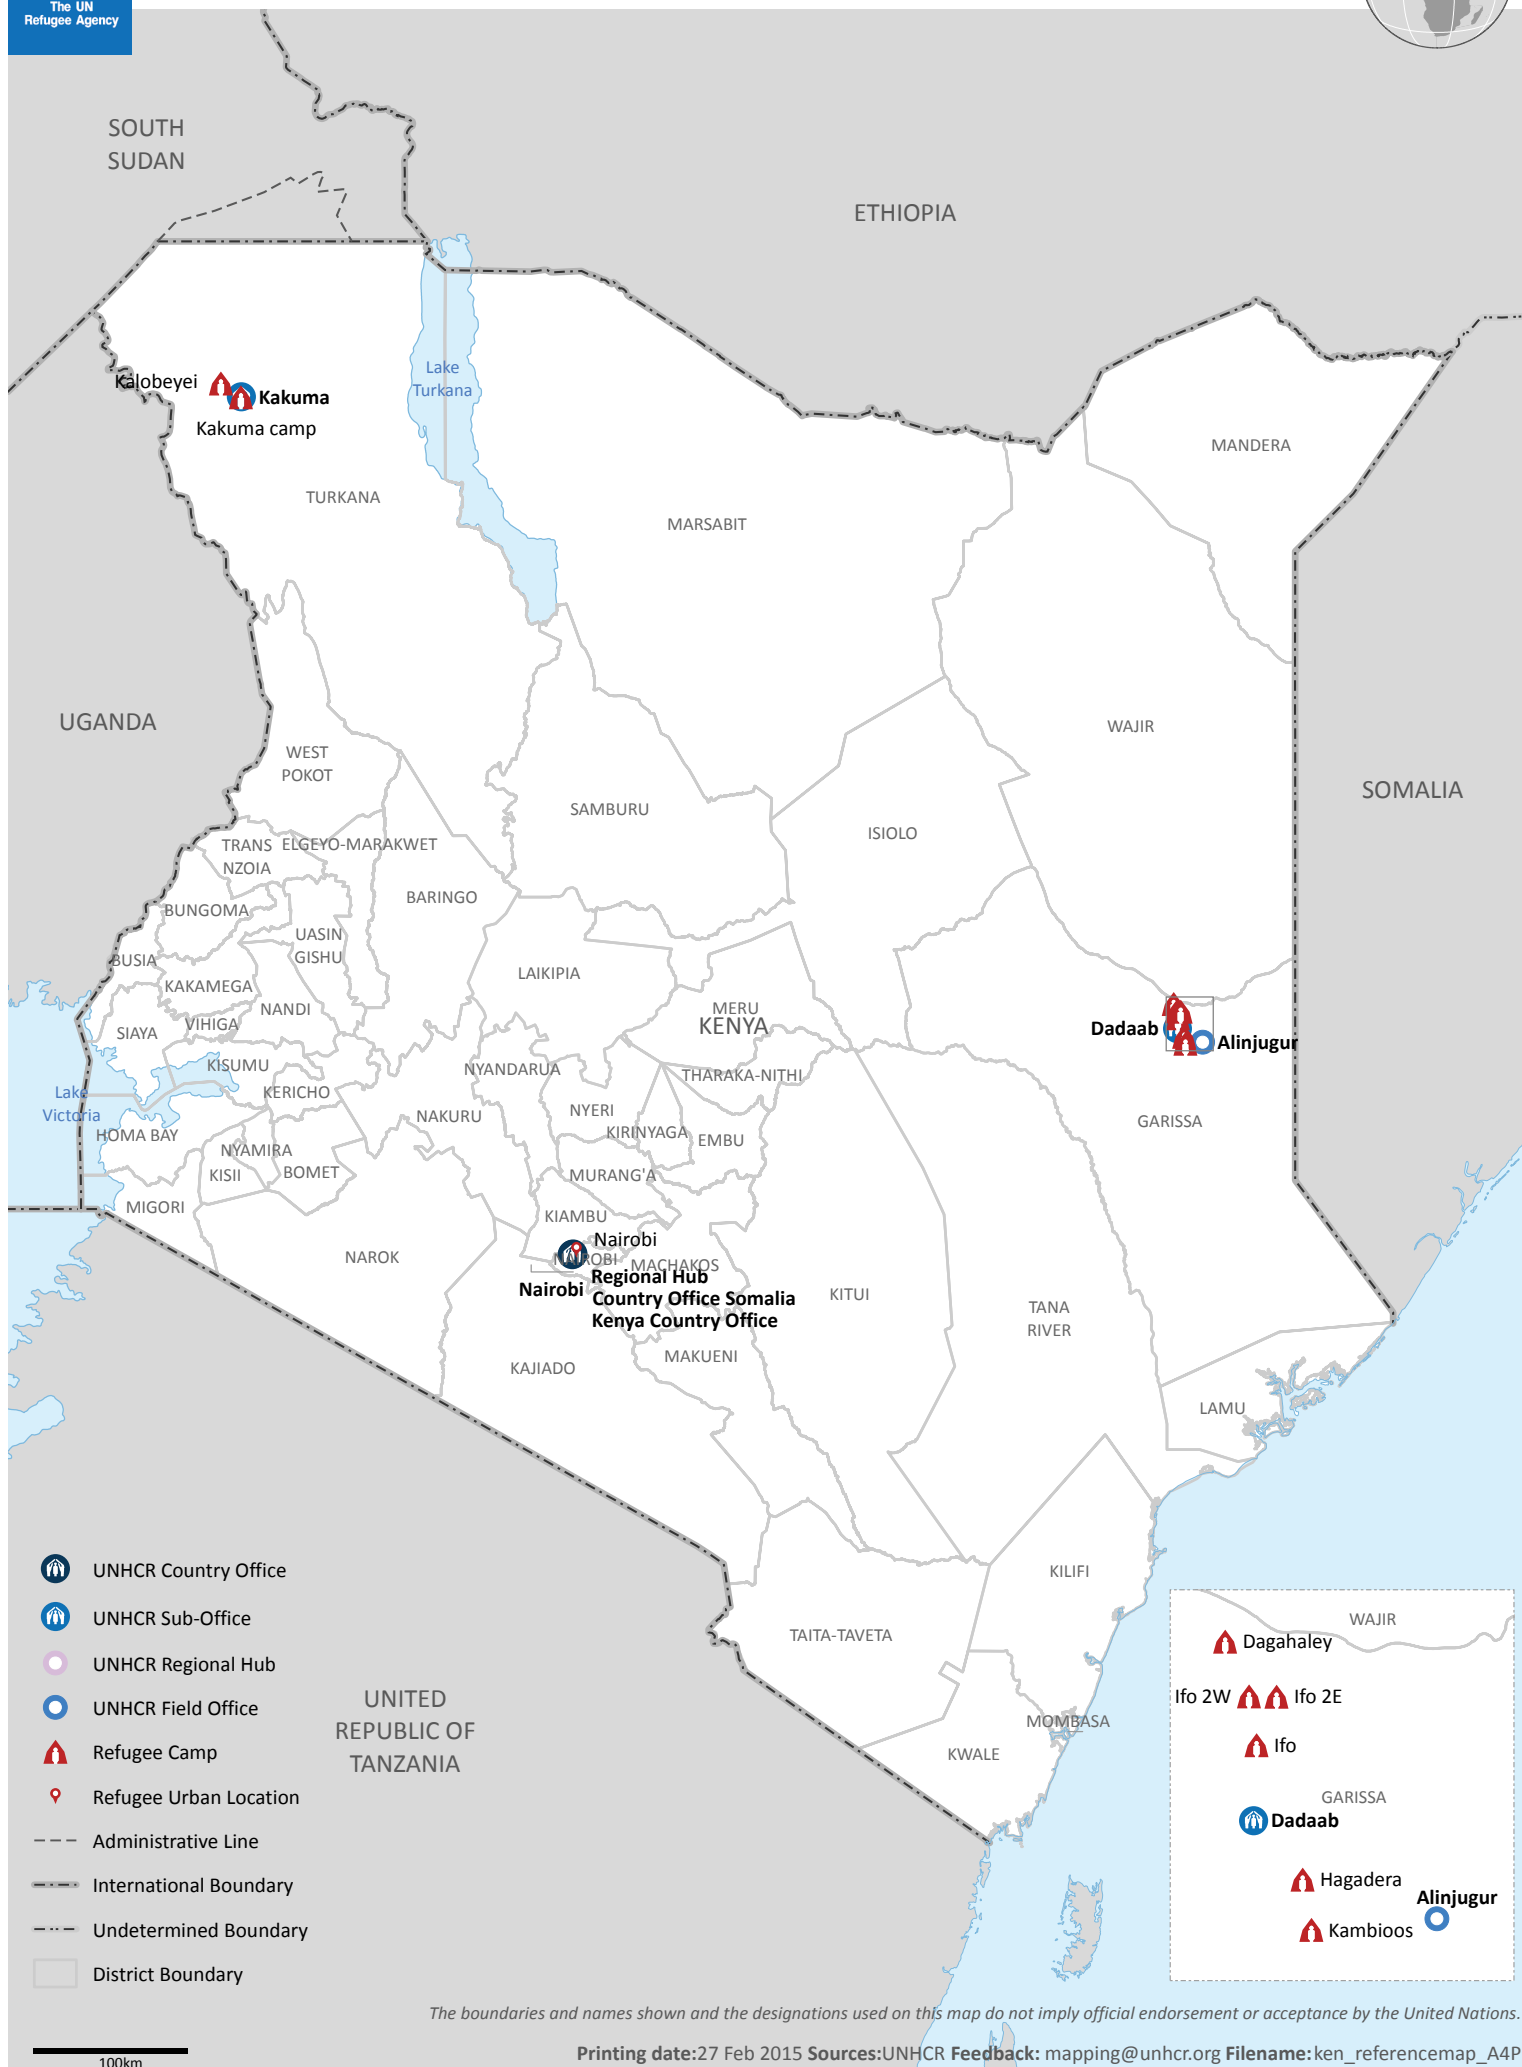 The UN
Refugee Agency
SOUTH
SUDAN
ETHIOPIA
Lake
Turkana
Kalobeyei
Kakuma
Kakuma camp
MANDERA
TURKANA
MARSABIT
UGANDA
WAJIR
WEST
POKOT
SOMALIA
SAMBURU
ISIOLO
TRANS
NZOIA
ELGEYO-MARAKWET
BARINGO
BUNGOMA
UASIN
GISHU
BUSIA
LAIKIPIA
KAKAMEGA
NANDI
MERU
KENYA
SIAYA
VIHIGA
Dadaab
Alinjugur
KISUMU
NYANDARUA
THARAKA-NITHI
Lake
Victoria
KERICHO
NAKURU
NYERI
GARISSA
HOMA BAY
KIRINYAGA
EMBU
NYAMIRA
KISII
BOMET
MURANG'A
MIGORI
KIAMBU
NAROK
Nairobi
NAIROBI
MACHAKOS
Nairobi
Regional Hub
Country Office Somalia
Kenya Country Office
KITUI
TANA
RIVER
MAKUENI
KAJIADO
LAMU
KILIFI
TAITA-TAVETA
MOMBASA
KWALE
UNITED
REPUBLIC OF
TANZANIA
UNHCR Country Office
UNHCR Sub-Office
UNHCR Regional Hub
UNHCR Field Office
Refugee Camp
Refugee Urban Location
Administrative Line
International Boundary
Undetermined Boundary
District Boundary
WAJIR
Dagahaley
Ifo 2W
Ifo 2E
Ifo
GARISSA
Dadaab
Hagadera
Alinjugur
Kambioos
The boundaries and names shown and the designations used on this map do not imply official endorsement or acceptance by the United Nations.
100km
Printing date:27 Feb 2015 Sources:UNHCR Feedback: mapping@unhcr.org Filename:ken_referencemap_A4P